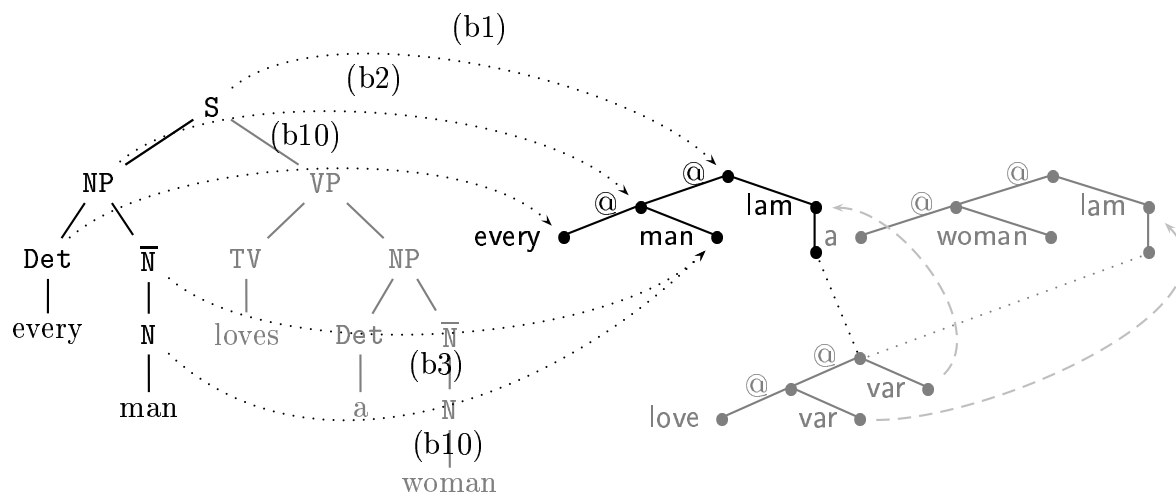 (b1)
(b2)
S
(b10)
NP VP @ @
@ lam @ lam
every man a woman
Det N̅ TV NP
every N loves Det N̅
(b3) @
man a N @ var
love var
(b10)
woman